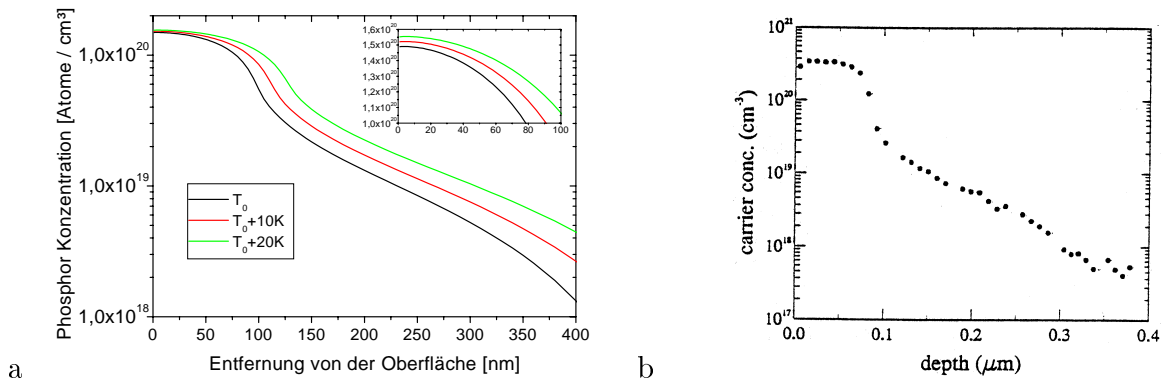 Phosphor Konzentration [Atome / cm³]
1,0x10²⁰
1,0x10¹⁹
1,0x10¹⁸
0 50 100 150 200 250 300 350 400
Entfernung von der Oberfläche [nm]
T₀
T₀+10K
T₀+20K
1,6x10²⁰
1,5x10²⁰
1,4x10²⁰
1,3x10²⁰
1,2x10²⁰
1,1x10²⁰
1,0x10²⁰
0 20 40 60 80 100
a
carrier conc. (cm⁻³)
10²¹
10²⁰
10¹⁹
10¹⁸
10¹⁷
0.0 0.1 0.2 0.3 0.4
depth (μm)
b